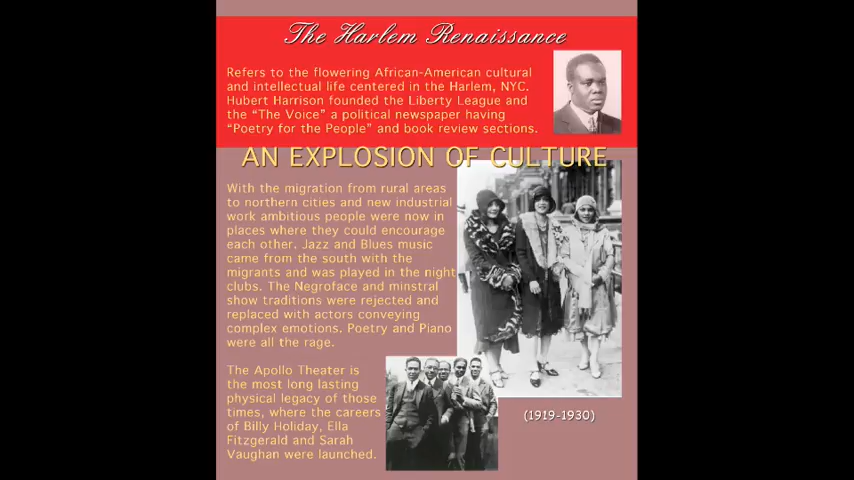 The Harlem Renaissance
Refers to the flowering African-American cultural
and intellectual life centered in the Harlem, NYC.
Hubert Harrison founded the Liberty League and
the “The Voice” a political newspaper having
“Poetry for the People” and book review sections.
AN EXPLOSION OF CULTURE
With the migration from rural areas
to northern cities and new industrial
work ambitious people were now in
places where they could encourage
each other. Jazz and Blues music
came from the south with the
migrants and was played in the night
clubs. The Negroface and minstral
show traditions were rejected and
replaced with actors conveying
complex emotions. Poetry and Piano
were all the rage.
The Apollo Theater is
the most long lasting
physical legacy of those
times, where the careers
of Billy Holiday, Ella
Fitzgerald and Sarah
Vaughan were launched.
(1919-1930)